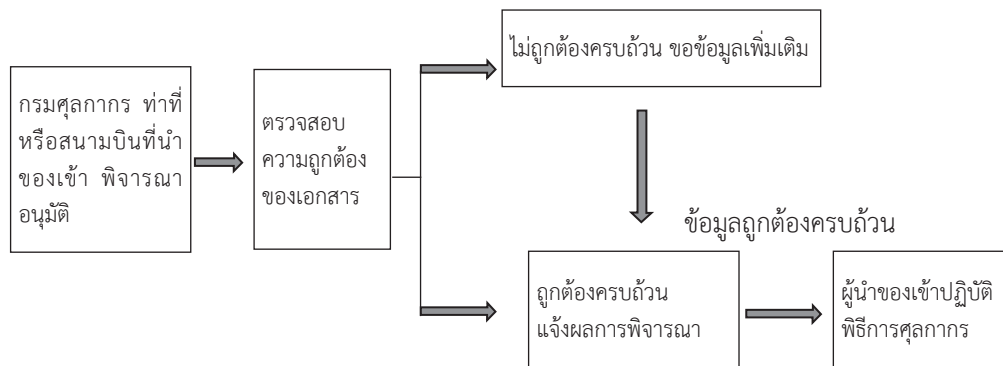 กรมศุลกากร ท่าที่
หรือสนามบินที่นำ
ของเข้า พิจารณา
อนุมัติ
ตรวจสอบ
ความถูกต้อง
ของเอกสาร
ไม่ถูกต้องครบถ้วน ขอข้อมูลเพิ่มเติม
ข้อมูลถูกต้องครบถ้วน
ถูกต้องครบถ้วน
แจ้งผลการพิจารณา
ผู้นำของเข้าปฏิบัติ
พิธีการศุลกากร